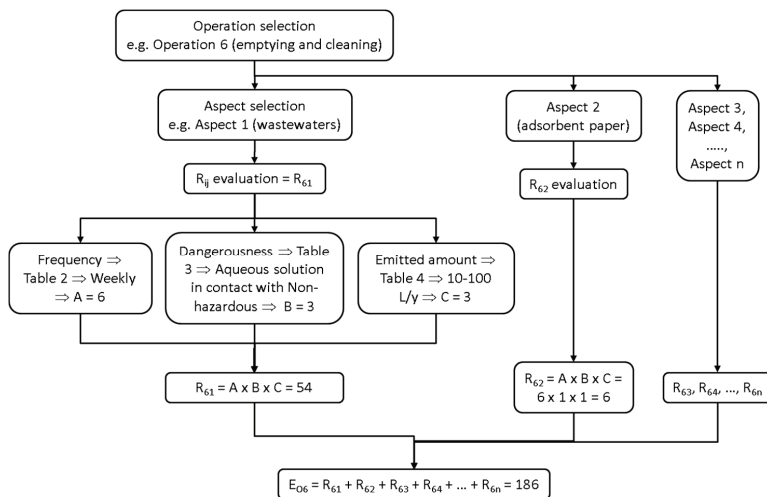 Operation selection
e.g. Operation 6 (emptying and cleaning)
Aspect selection
e.g. Aspect 1 (wastewaters)
Aspect 2
(adsorbent paper)
Aspect 3,
Aspect 4,
.....,
Aspect n
Rij evaluation = R61
R62 evaluation
Frequency ⇒
Table 2 ⇒ Weekly
⇒ A = 6
Dangerousness ⇒ Table
3 ⇒ Aqueous solution
in contact with Non-
hazardous ⇒ B = 3
Emitted amount ⇒
Table 4 ⇒ 10-100
L/y ⇒ C = 3
R61 = A x B x C = 54
R62 = A x B x C =
6 x 1 x 1 = 6
R63, R64, ..., R6n
EO6 = R61 + R62 + R63 + R64 + ... + R6n = 186